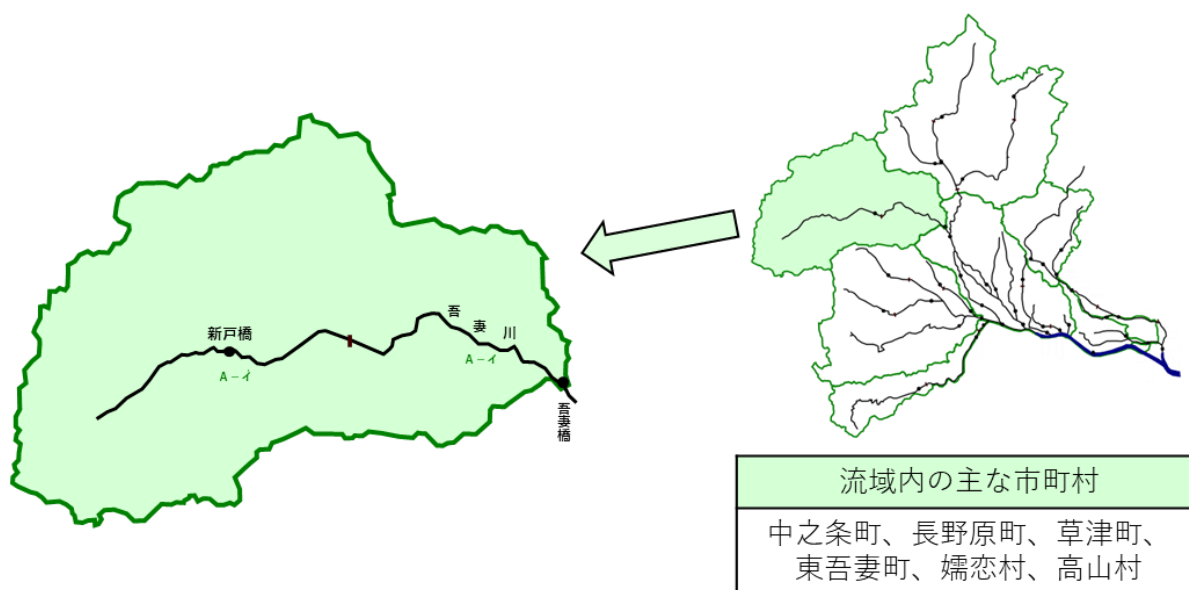 新戸橋
A-イ
吾妻川
A-イ
吾妻橋
流域内の主な市町村
中之条町、長野原町、草津町、
東吾妻町、嬬恋村、高山村